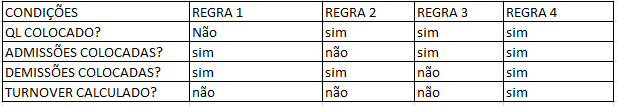 CONDIÇÕES REGRA 1 REGRA 2 REGRA 3 REGRA 4
QL COLOCADO? Não sim sim sim
ADMISSÕES COLOCADAS? sim não sim sim
DEMISSÕES COLOCADAS? sim sim não sim
TURNOVER CALCULADO? não não não sim